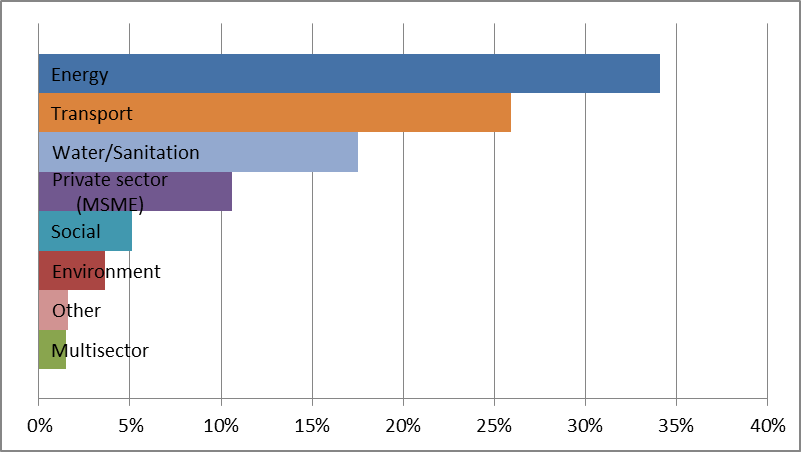 Energy
Transport
Water/Sanitation
Private sector
(MSME)
Social
Environment
Other
Multisector
0% 5% 10% 15% 20% 25% 30% 35% 40%